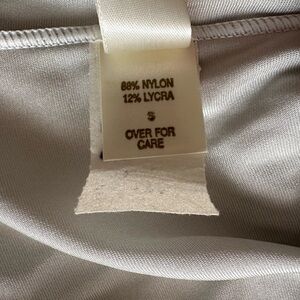 88% NYLON
12% LYCRA
S
OVER FOR
CARE